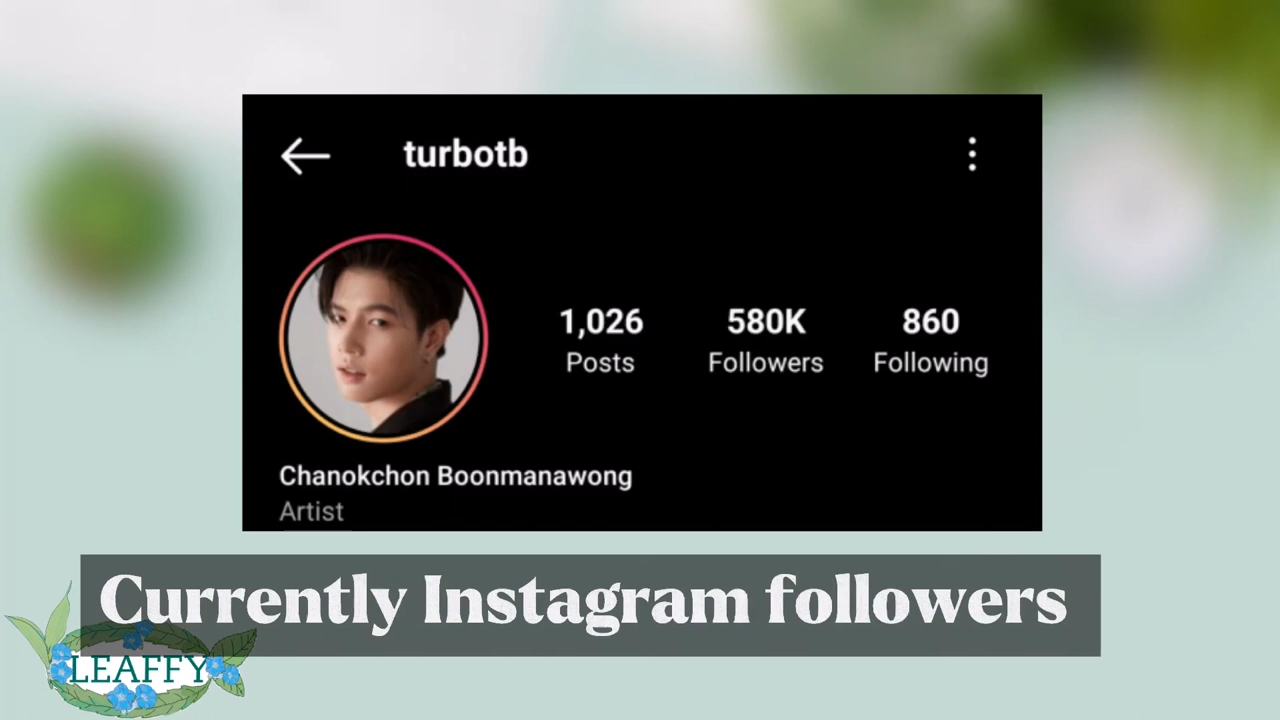 turbotb
1,026 580K 860
Posts Followers Following
Chanokchon Boonmanawong
Artist
Currently Instagram followers
LEAFFY